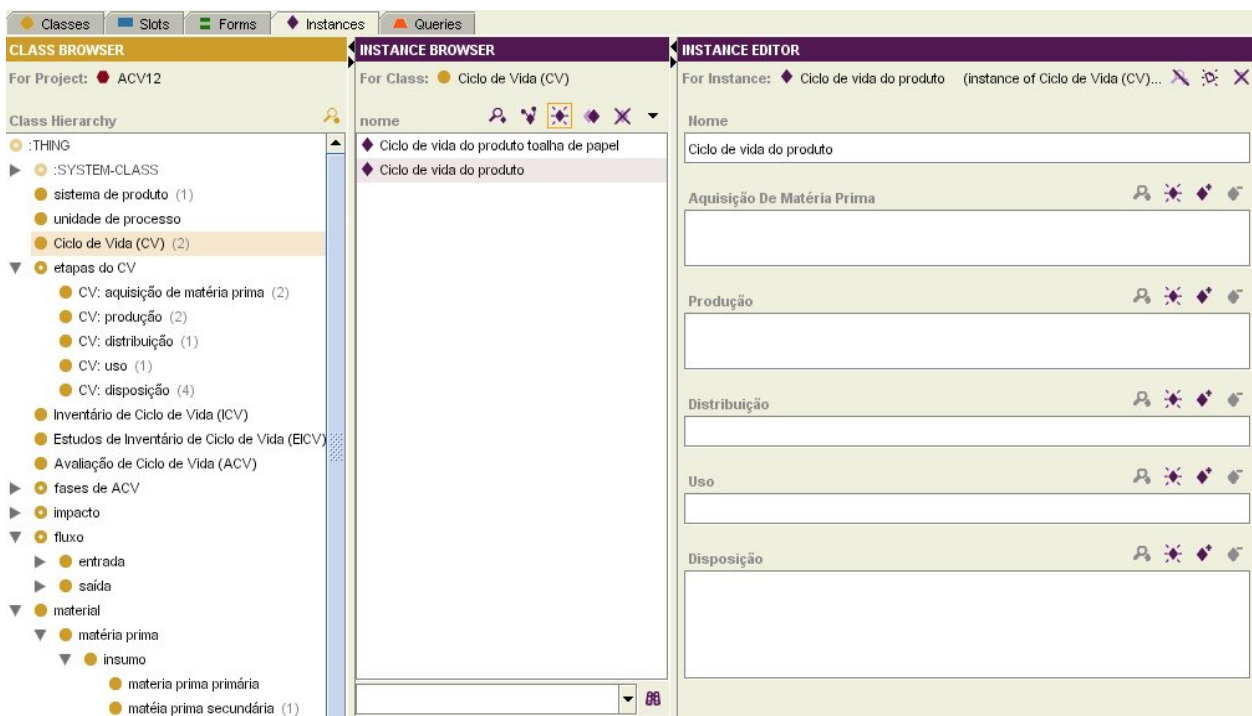 Classes Slots Forms Instances Queries
CLASS BROWSER
For Project: ACV12
Class Hierarchy
:THING
:SYSTEM-CLASS
sistema de produto (1)
unidade de processo
Ciclo de Vida (CV) (2)
etapas do CV
CV: aquisição de matéria prima (2)
CV: produção (2)
CV: distribuição (1)
CV: uso (1)
CV: disposição (4)
Inventário de Ciclo de Vida (ICV)
Estudos de Inventário de Ciclo de Vida (EICV)
Avaliação de Ciclo de Vida (ACV)
fases de ACV
impacto
fluxo
entrada
saída
material
matéria prima
insumo
materia prima primária
matéia prima secundária (1)
INSTANCE BROWSER
For Class: Ciclo de Vida (CV)
nome
Ciclo de vida do produto toalha de papel
Ciclo de vida do produto
INSTANCE EDITOR
For Instance: Ciclo de vida do produto (instance of Ciclo de Vida (CV)...
Nome
Ciclo de vida do produto
Aquisição De Matéria Prima
Produção
Distribuição
Uso
Disposição